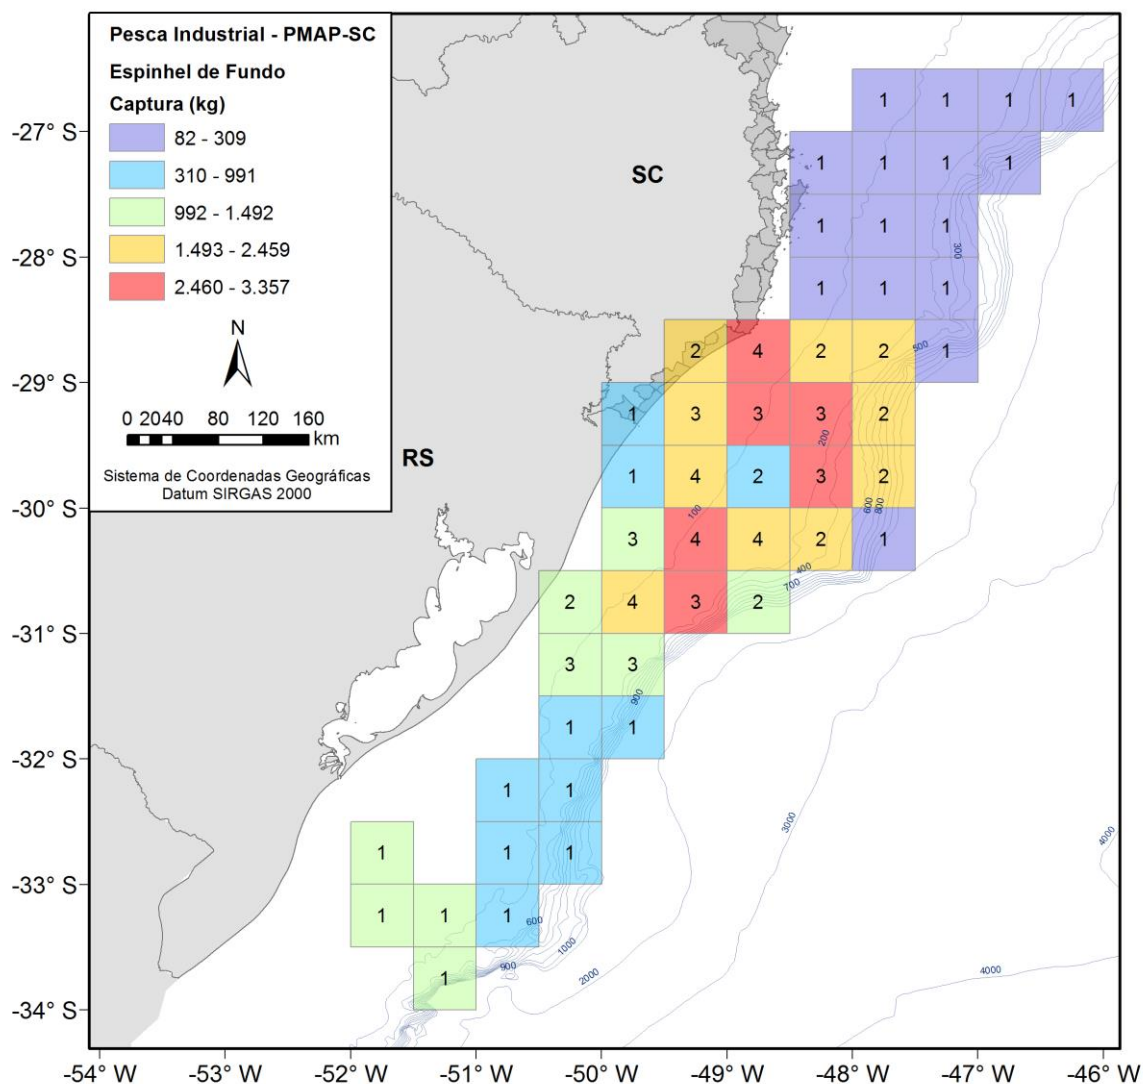 Pesca Industrial - PMAP-SC
Espinhel de Fundo
Captura (kg)
82 - 309
310 - 991
992 - 1.492
1.493 - 2.459
2.460 - 3.357
N
0 2040 80 120 160
km
Sistema de Coordenadas Geográficas
Datum SIRGAS 2000
SC
RS
-27° S
-28° S
-29° S
-30° S
-31° S
-32° S
-33° S
-34° S
1 1 1 1
1 1 1 1
1 1 1
300
1 1 1
2 4 2 2 1
500
1 3 3 3 2
200
1 4 2 3 2
100
600 800
3 4 4 2 1
400
700
2 4 3 2
3 3
900
1 1
1 1
3000
4000
1 1 1
1 1 1
600
1000
1
900
2000
4000
-54° W -53° W -52° W -51° W -50° W -49° W -48° W -47° W -46° W